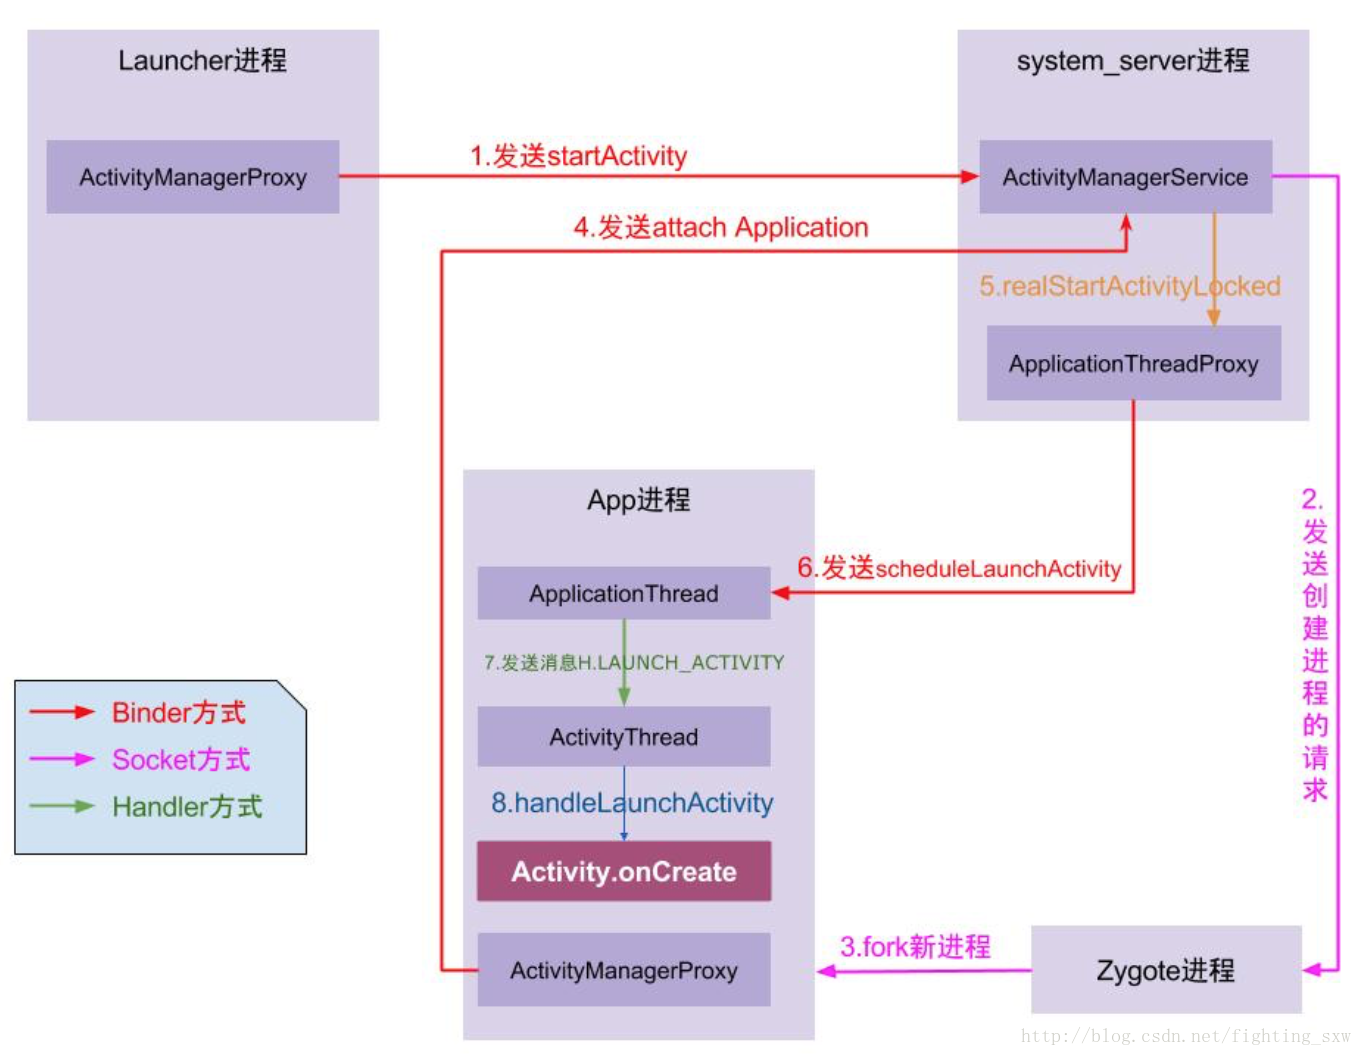 Launcher进程
ActivityManagerProxy
system_server进程
ActivityManagerService
1.发送startActivity
4.发送attach Application
5.realStartActivityLocked
ApplicationThreadProxy
2.
发
送
创
建
进
程
的
请
求
App进程
ApplicationThread
6.发送scheduleLaunchActivity
7.发送消息H.LAUNCH_ACTIVITY
ActivityThread
8.handleLaunchActivity
Activity.onCreate
ActivityManagerProxy
3.fork新进程
Zygote进程
Binder方式
Socket方式
Handler方式
http://blog.csdn.net/fighting_sxw